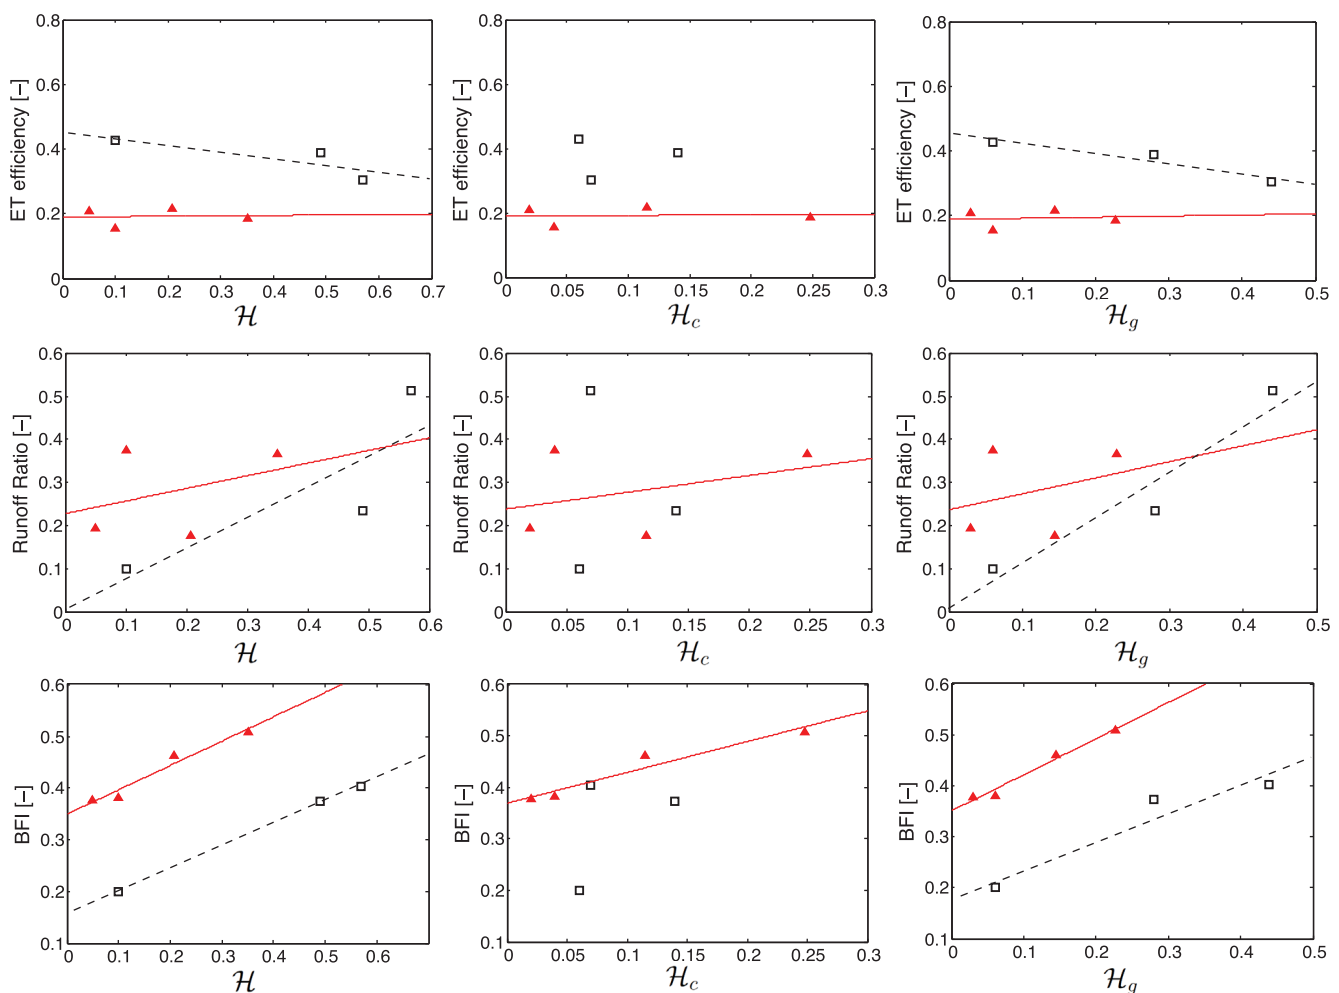 0.8 0.6 0.4 0.2 0
ET efficiency [–]
0 0.1 0.2 0.3 0.4 0.5 0.6 0.7
ℋ
0.8 0.6 0.4 0.2 0
ET efficiency [–]
0 0.05 0.1 0.15 0.2 0.25 0.3
ℋc
0.8 0.6 0.4 0.2 0
ET efficiency [–]
0 0.1 0.2 0.3 0.4 0.5
ℋg
0.6 0.5 0.4 0.3 0.2 0.1 0
Runoff Ratio [–]
0 0.1 0.2 0.3 0.4 0.5 0.6
ℋ
0.6 0.5 0.4 0.3 0.2 0.1 0
Runoff Ratio [–]
0 0.05 0.1 0.15 0.2 0.25 0.3
ℋc
0.6 0.5 0.4 0.3 0.2 0.1 0
Runoff Ratio [–]
0 0.1 0.2 0.3 0.4 0.5
ℋg
0.6 0.5 0.4 0.3 0.2 0.1
BFI [–]
0 0.1 0.2 0.3 0.4 0.5 0.6
ℋ
0.6 0.5 0.4 0.3 0.2 0.1
BFI [–]
0 0.05 0.1 0.15 0.2 0.25 0.3
ℋc
0.6 0.5 0.4 0.3 0.2 0.1
BFI [–]
0 0.1 0.2 0.3 0.4 0.5
ℋg